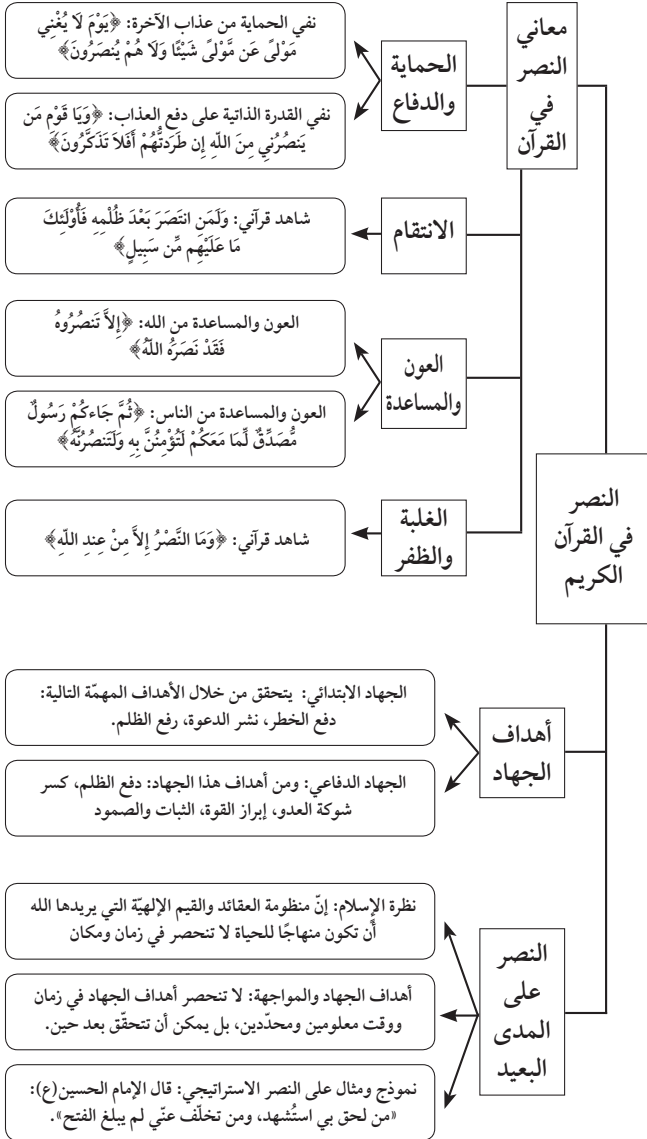 النصر
في القرآن
الكريم
معاني
النصر
في
القرآن
الحماية
والدفاع
نفي الحماية من عذاب الآخرة: ﴿يَوْمَ لَا يُغْنِي
مَوْلىً عَن مَّوْلىً شَيْئًا وَلَا هُمْ يُنصَرُونَ﴾
نفي القدرة الذاتية على دفع العذاب: ﴿وَيَا قَوْمِ مَن
يَنصُرُنِي مِنَ اللّهِ إِن طَرَدتُّهُمْ أَفَلاَ تَذَكَّرُونَ﴾
الانتقام
شاهد قرآني: وَلَمَنِ انتَصَرَ بَعْدَ ظُلْمِهِ فَأُوْلَئِكَ
مَا عَلَيْهِم مِّن سَبِيلٍ﴾
العون
والمساعدة
العون والمساعدة من الله: ﴿إِلاَّ تَنصُرُوهُ
فَقَدْ نَصَرَهُ اللّهُ﴾
العون والمساعدة من الناس: ﴿ثُمَّ جَاءكُمْ رَسُولٌ
مُّصَدِّقٌ لِّمَا مَعَكُمْ لَتُؤْمِنُنَّ بِهِ وَلَتَنصُرُنَّهُ﴾
الغلبة
والظفر
شاهد قرآني: ﴿وَمَا النَّصْرُ إِلاَّ مِنْ عِندِ اللّهِ﴾
أهداف
الجهاد
الجهاد الابتدائي: يتحقق من خلال الأهداف المهمّة التالية:
دفع الخطر، نشر الدعوة، رفع الظلم.
الجهاد الدفاعي: ومن أهداف هذا الجهاد: دفع الظلم، كسر
شوكة العدو، إبراز القوة، الثبات والصمود
النصر
على
المدى
البعيد
نظرة الإسلام: إنّ منظومة العقائد والقيم الإلهيّة التي يريدها الله
أن تكون منهاجًا للحياة لا تنحصر في زمان ومكان
أهداف الجهاد والمواجهة: لا تنحصر أهداف الجهاد في زمان
ووقت معلومين ومحدّدين، بل يمكن أن تتحقّق بعد حين.
نموذج ومثال على النصر الاستراتيجي: قال الإمام الحسين(ع):
«من لحق بي استُشهد، ومن تخلّف عنّي لم يبلغ الفتح».